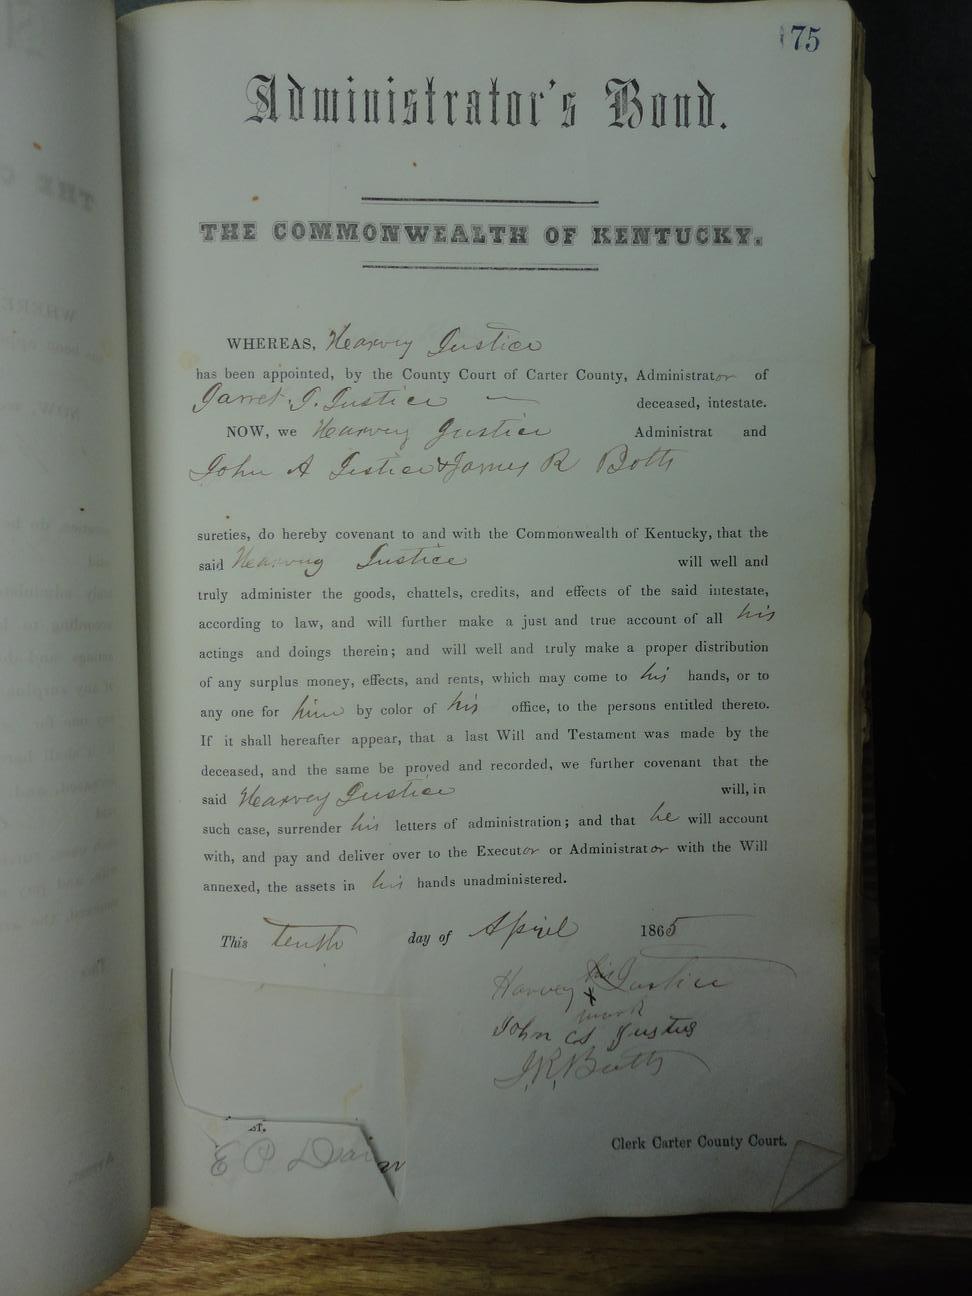 75
Administrator's Bond.
THE COMMONWEALTH OF KENTUCKY.
WHEREAS, Hearvey Justice
has been appointed, by the County Court of Carter County, Administrator of
Garret J. Justice deceased, intestate.
NOW, we Hearvey Justice Administrat and
John A Justice & James R Botts
sureties, do hereby covenant to and with the Commonwealth of Kentucky, that the
said Hearvey Justice will well and
truly administer the goods, chattels, credits, and effects of the said intestate,
according to law, and will further make a just and true account of all his
actings and doings therein; and will well and truly make a proper distribution
of any surplus money, effects, and rents, which may come to his hands, or to
any one for him by color of his office, to the persons entitled thereto.
If it shall hereafter appear, that a last Will and Testament was made by the
deceased, and the same be proved and recorded, we further covenant that the
said Hearvey Justice will, in
such case, surrender his letters of administration; and that he will account
with, and pay and deliver over to the Executor or Administrator with the Will
annexed, the assets in his hands unadministered.
This tenth day of April 1865
Harvey his Justice
x
mark
John A Justus
J. R. Botts
ST.
E P Davi
Clerk Carter County Court.